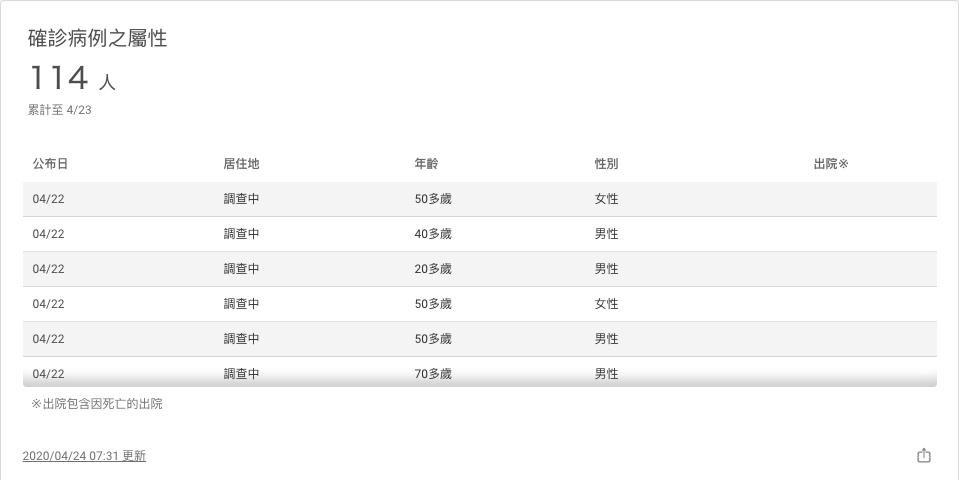 確診病例之屬性
114 人
累計至 4/23
公布日 居住地 年齡 性別 出院※
04/22 調查中 50多歲 女性
04/22 調查中 40多歲 男性
04/22 調查中 20多歲 男性
04/22 調查中 50多歲 女性
04/22 調查中 50多歲 男性
04/22 調查中 70多歲 男性
※出院包含因死亡的出院
2020/04/24 07:31 更新